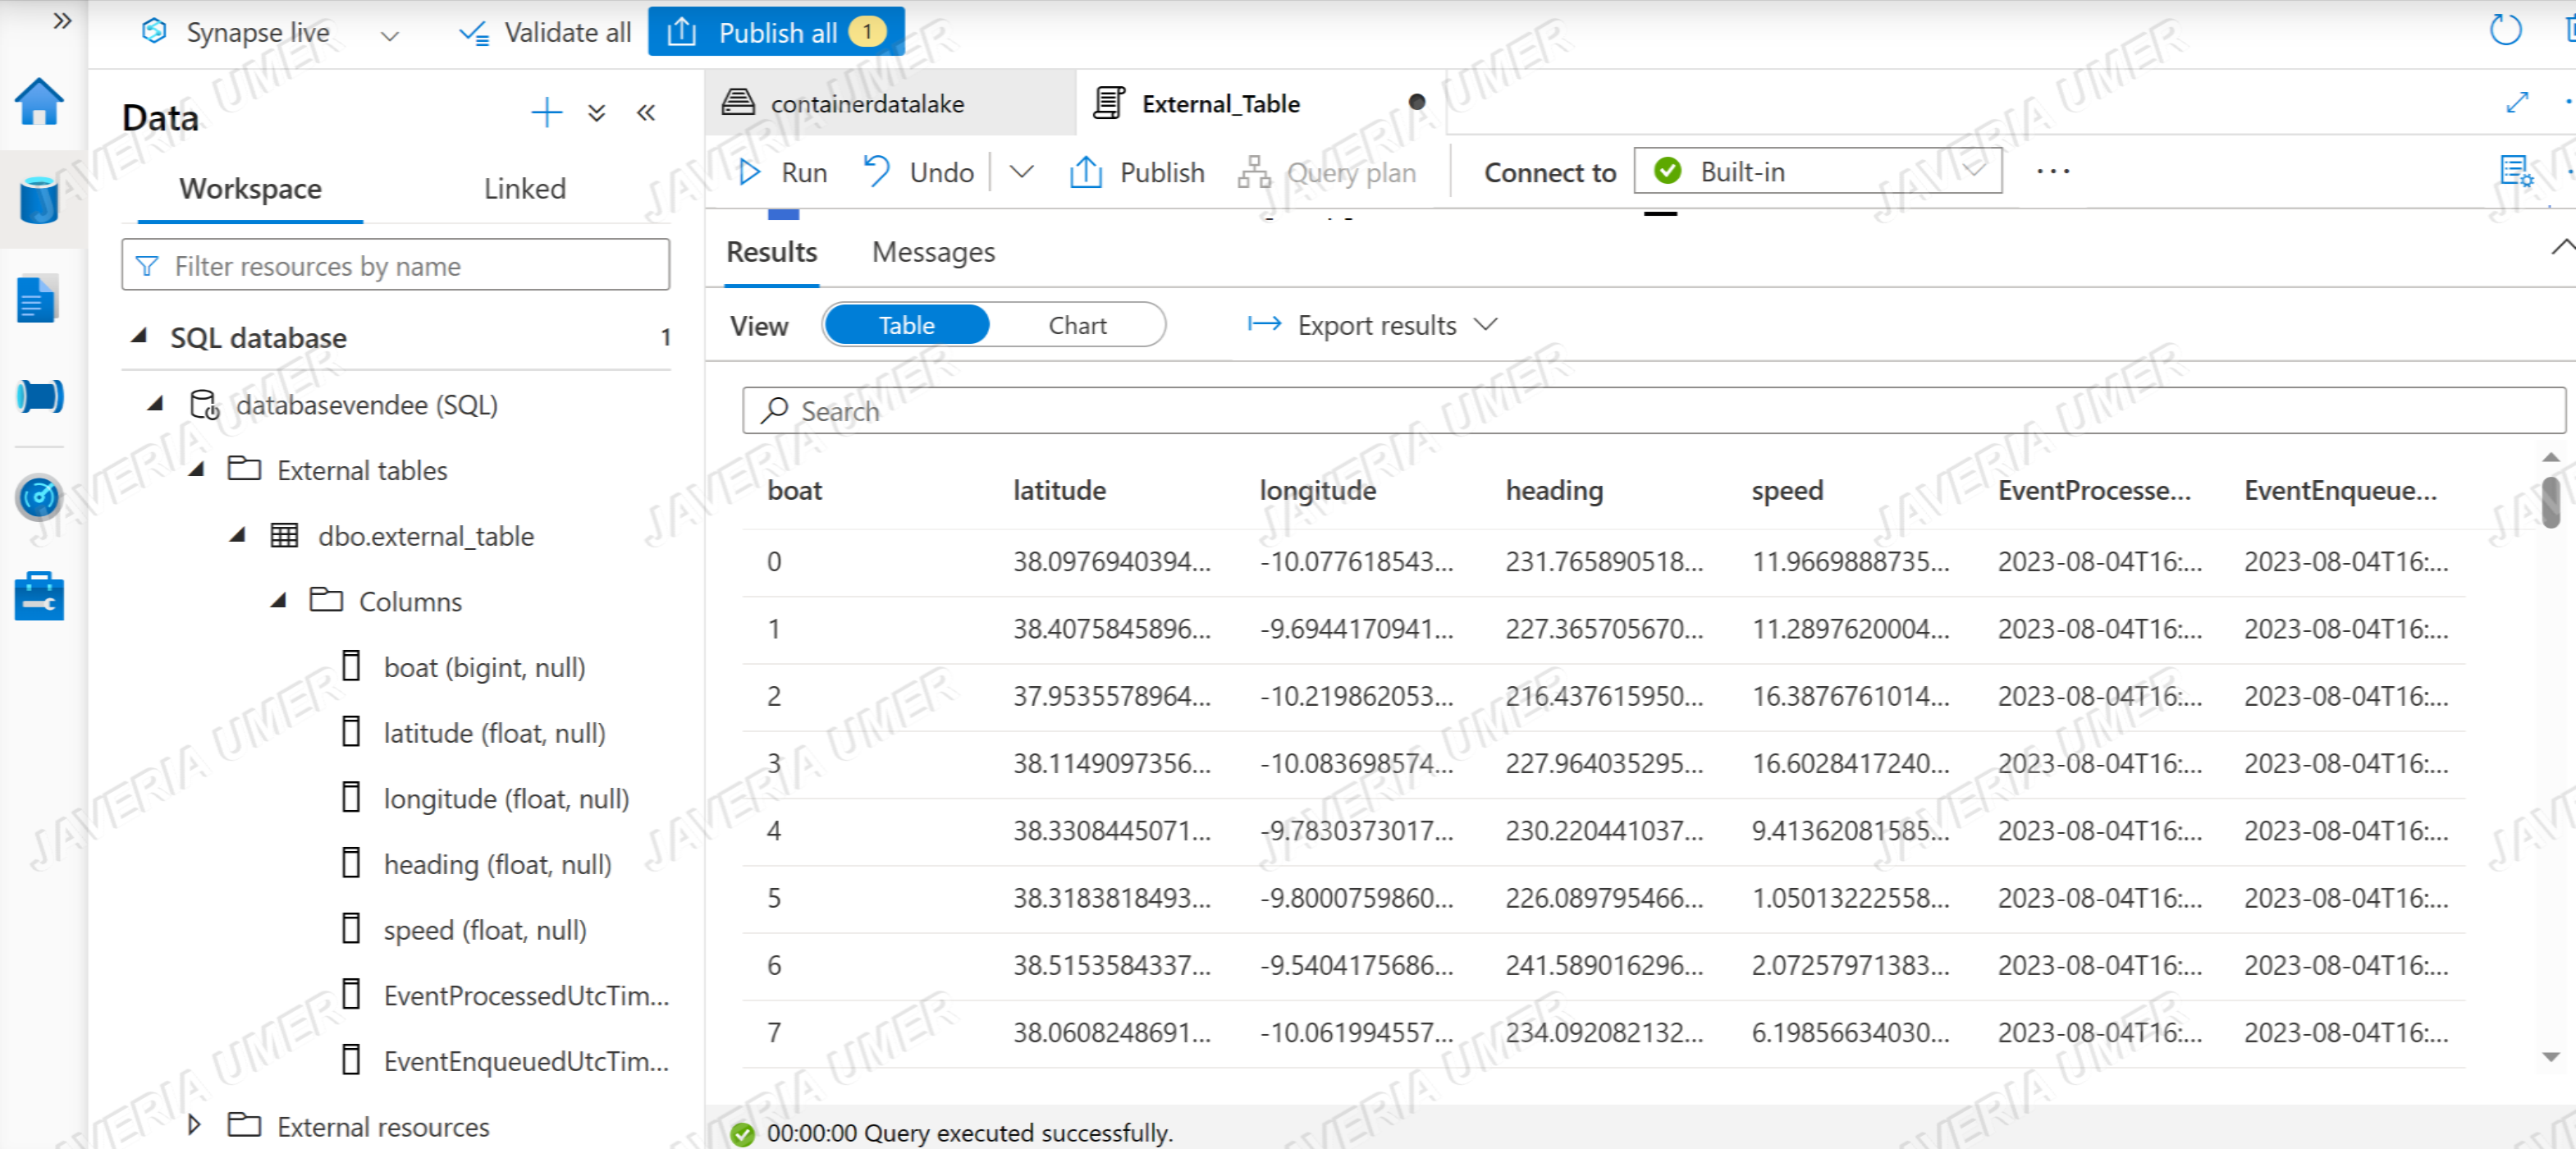 Synapse live
Validate all
Publish all 1
Data
containerdatalake
External_Table
Run
Undo
Publish
Query plan
Connect to
Built-in
Workspace
Linked
Filter resources by name
SQL database 1
databasevendee (SQL)
External tables
dbo.external_table
Columns
boat (bigint, null)
latitude (float, null)
longitude (float, null)
heading (float, null)
speed (float, null)
EventProcessedUtcTim...
EventEnqueuedUtcTim...
External resources
Results
Messages
View
Table
Chart
Export results
Search
boat latitude longitude heading speed EventProcesse... EventEnqueue...
0 38.0976940394... -10.077618543... 231.765890518... 11.9669888735... 2023-08-04T16:... 2023-08-04T16:...
1 38.4075845896... -9.6944170941... 227.365705670... 11.2897620004... 2023-08-04T16:... 2023-08-04T16:...
2 37.9535578964... -10.219862053... 216.437615950... 16.3876761014... 2023-08-04T16:... 2023-08-04T16:...
3 38.1149097356... -10.083698574... 227.964035295... 16.6028417240... 2023-08-04T16:... 2023-08-04T16:...
4 38.3308445071... -9.7830373017... 230.220441037... 9.41362081585... 2023-08-04T16:... 2023-08-04T16:...
5 38.3183818493... -9.8000759860... 226.089795466... 1.05013222558... 2023-08-04T16:... 2023-08-04T16:...
6 38.5153584337... -9.5404175686... 241.589016296... 2.07257971383... 2023-08-04T16:... 2023-08-04T16:...
7 38.0608248691... -10.061994557... 234.092082132... 6.19856634030... 2023-08-04T16:... 2023-08-04T16:...
00:00:00 Query executed successfully.
JAVERIA UMER